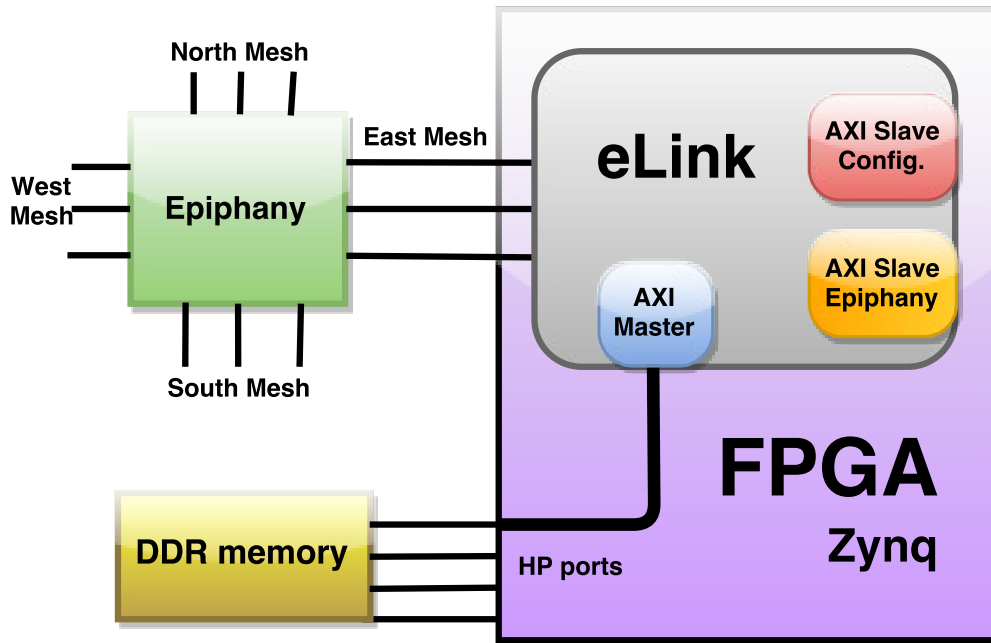 North Mesh
East Mesh
West
Mesh
Epiphany
South Mesh
eLink
AXI Slave
Config.
AXI Slave
Epiphany
AXI
Master
FPGA
Zynq
DDR memory
HP ports